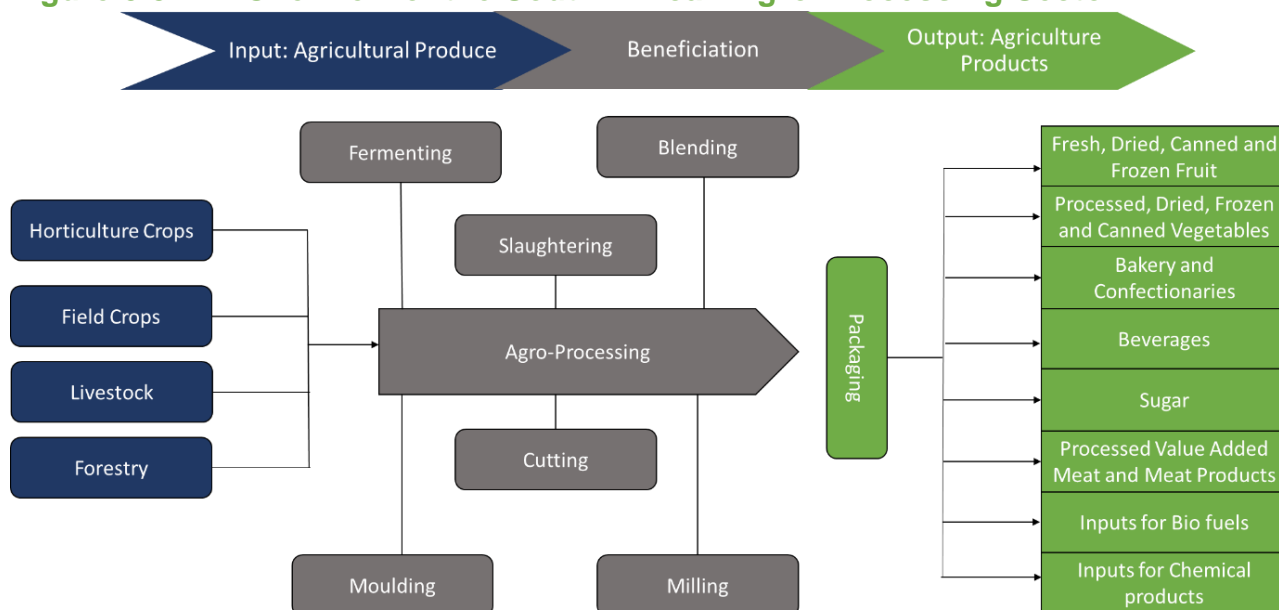 Input: Agricultural Produce
Beneficiation
Output: Agriculture
Products
Fermenting
Blending
Horticulture Crops
Slaughtering
Field Crops
Agro-Processing
Livestock
Cutting
Forestry
Moulding
Milling
Packaging
Fresh, Dried, Canned and
Frozen Fruit
Processed, Dried, Frozen
and Canned Vegetables
Bakery and
Confectionaries
Beverages
Sugar
Processed Value Added
Meat and Meat Products
Inputs for Bio fuels
Inputs for Chemical
products